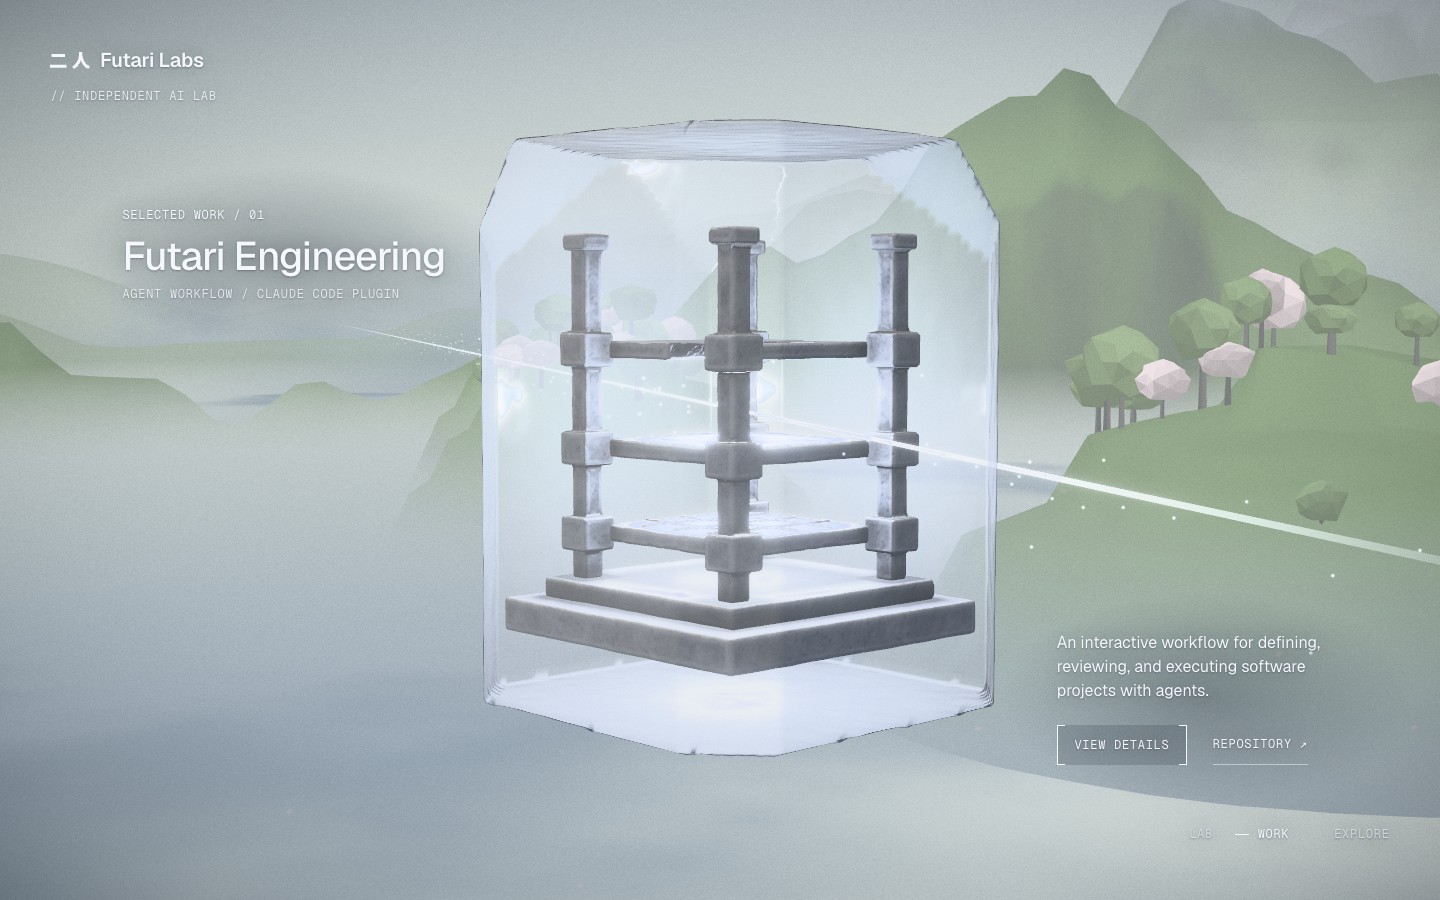 二人 Futari Labs
// INDEPENDENT AI LAB
SELECTED WORK / 01
Futari Engineering
AGENT WORKFLOW / CLAUDE CODE PLUGIN
An interactive workflow for defining,
reviewing, and executing software
projects with agents.
VIEW DETAILS
REPOSITORY ↗
LAB — WORK EXPLORE